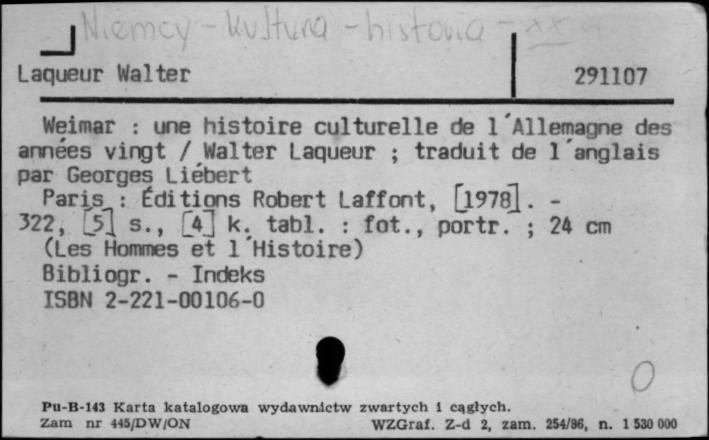 Niemcy - kultura - historia - XX w
Laqueur Walter 291107
Weimar : une histoire culturelle de l´Allemagne des
années vingt / Walter Laqueur ; traduit de l´anglais
par Georges Liébert
Paris : Éditions Robert Laffont, [1978]. -
322, [5] s., [4] k. tabl. : fot., portr. ; 24 cm
(Les Hommes et l´Histoire)
Bibliogr. - Indeks
ISBN 2-221-00106-0
O
Pu-B-143 Karta katalogowa wydawnictw zwartych i cągłych.
Zam nr 445/DW/ON WZGraf. Z-d 2, zam. 254/86, n. 1 530 000